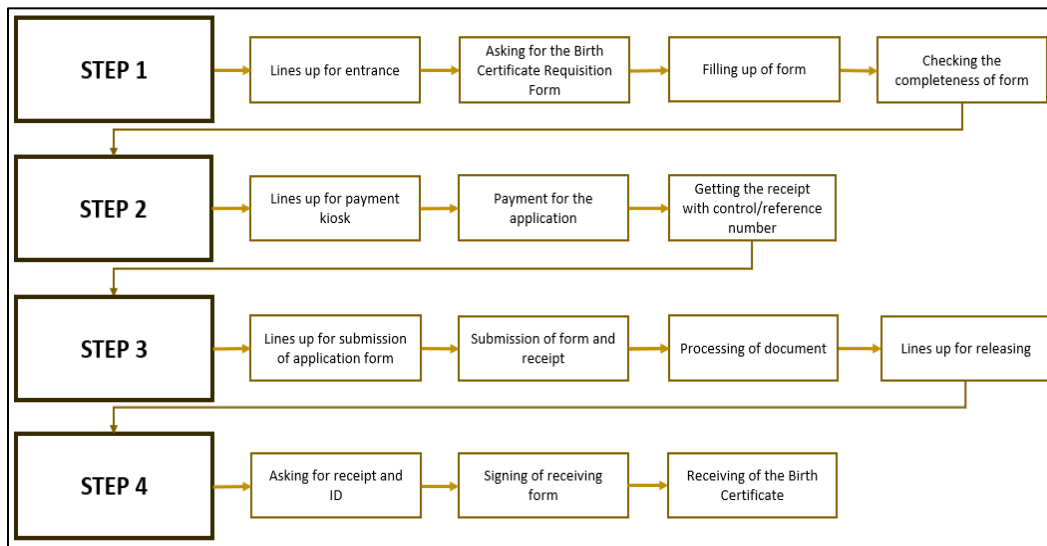 STEP 1
Lines up for entrance
Asking for the Birth
Certificate Requisition
Form
Filling up of form
Checking the
completeness of form
STEP 2
Lines up for payment
kiosk
Payment for the
application
Getting the receipt
with control/reference
number
STEP 3
Lines up for submission
of application form
Submission of form and
receipt
Processing of document
Lines up for releasing
STEP 4
Asking for receipt and
ID
Signing of receiving
form
Receiving of the Birth
Certificate